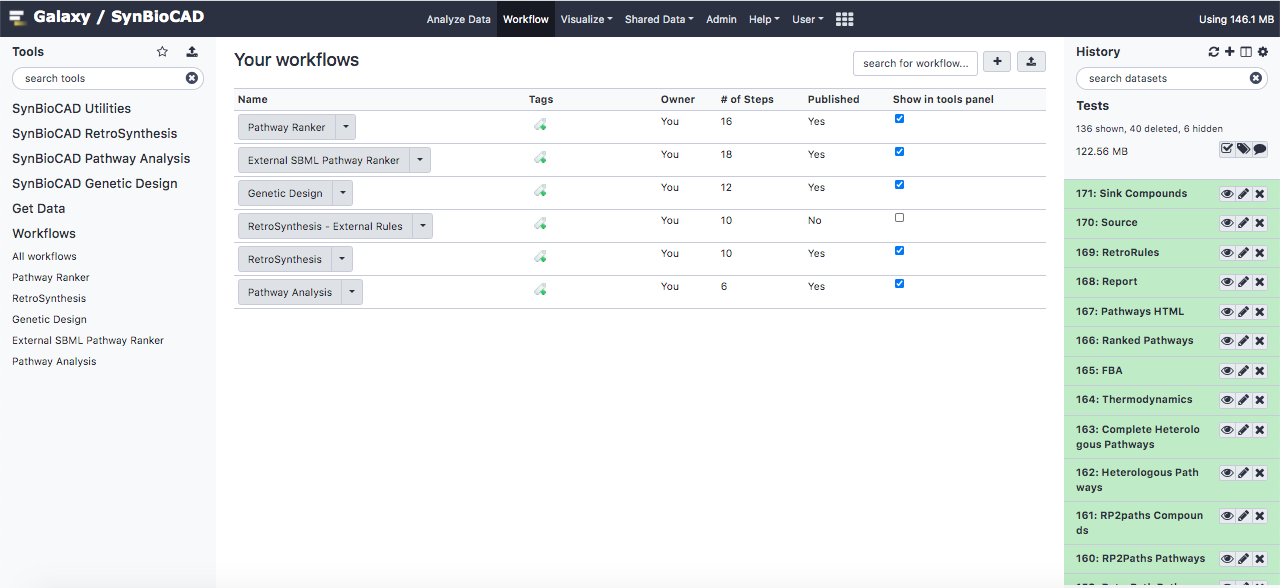 Galaxy / SynBioCAD
Analyze Data Workflow Visualize Shared Data Admin Help User
Using 146.1 MB
Tools
search tools
SynBioCAD Utilities
SynBioCAD RetroSynthesis
SynBioCAD Pathway Analysis
SynBioCAD Genetic Design
Get Data
Workflows
All workflows
Pathway Ranker
RetroSynthesis
Genetic Design
External SBML Pathway Ranker
Pathway Analysis
Your workflows
search for workflow...
Name Tags Owner # of Steps Published Show in tools panel
Pathway Ranker You 16 Yes
External SBML Pathway Ranker You 18 Yes
Genetic Design You 12 Yes
RetroSynthesis - External Rules You 10 No
RetroSynthesis You 10 Yes
Pathway Analysis You 6 Yes
History
search datasets
Tests
136 shown, 40 deleted, 6 hidden
122.56 MB
171: Sink Compounds
170: Source
169: RetroRules
168: Report
167: Pathways HTML
166: Ranked Pathways
165: FBA
164: Thermodynamics
163: Complete Heterolo
gous Pathways
162: Heterologous Path
ways
161: RP2paths Compoun
ds
160: RP2Paths Pathways